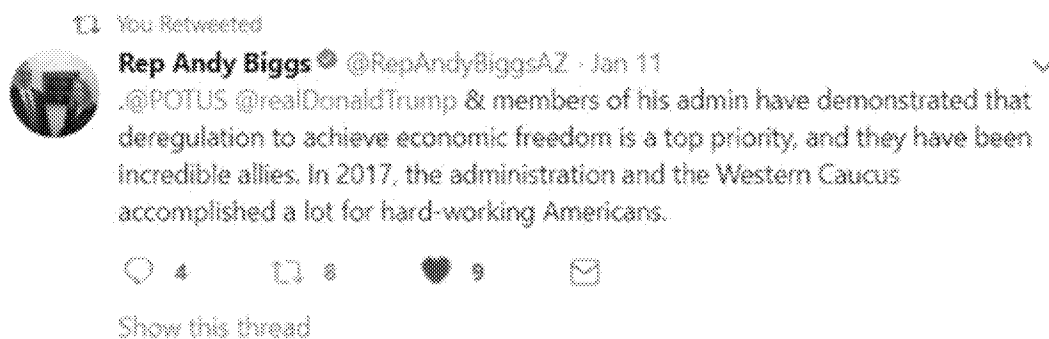 You Retweeted
Rep Andy Biggs @RepAndyBiggsAZ · Jan 11
.@POTUS @realDonaldTrump & members of his admin have demonstrated that
deregulation to achieve economic freedom is a top priority, and they have been
incredible allies. In 2017, the administration and the Western Caucus
accomplished a lot for hard-working Americans.
4 6 9
Show this thread